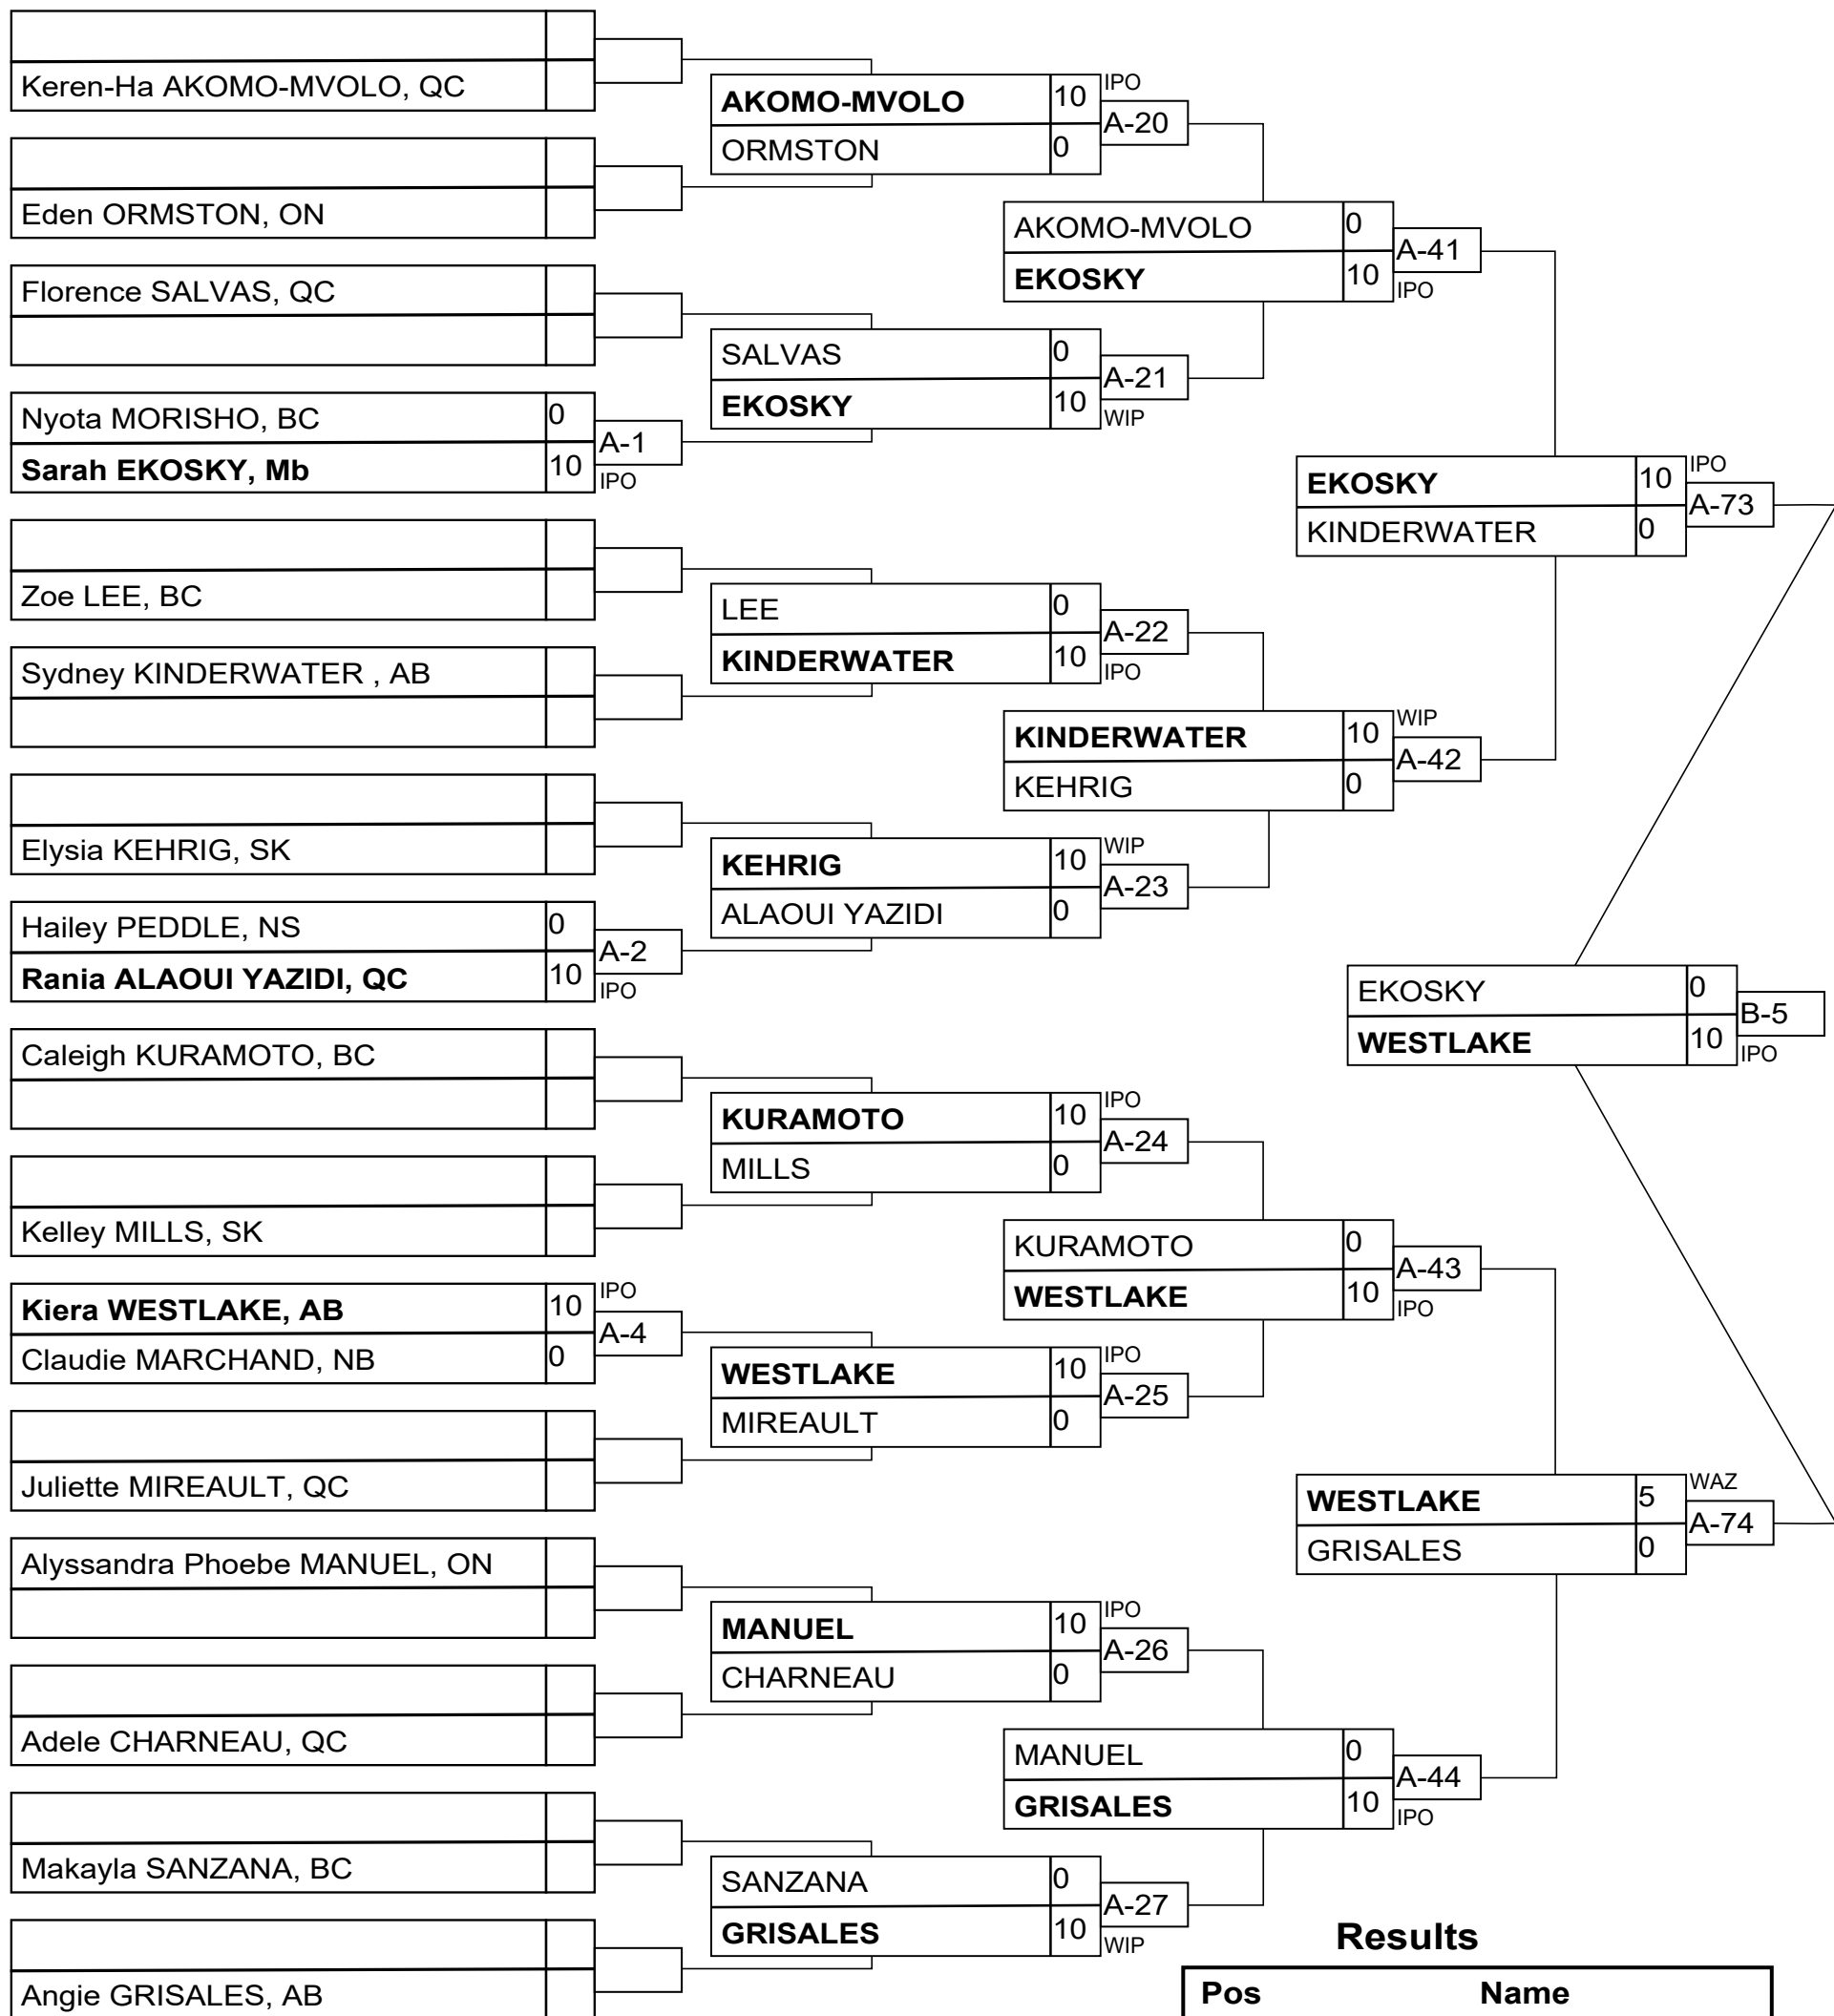 Keren-Ha AKOMO-MVOLO, QC
Eden ORMSTON, ON
Florence SALVAS, QC
Nyota MORISHO, BC 0
Sarah EKOSKY, Mb 10
A-1
IPO
Zoe LEE, BC
Sydney KINDERWATER , AB
Elysia KEHRIG, SK
Hailey PEDDLE, NS 0
Rania ALAOUI YAZIDI, QC 10
A-2
IPO
Caleigh KURAMOTO, BC
Kelley MILLS, SK
Kiera WESTLAKE, AB 10
Claudie MARCHAND, NB 0
IPO
A-4
Juliette MIREAULT, QC
Alyssandra Phoebe MANUEL, ON
Adele CHARNEAU, QC
Makayla SANZANA, BC
Angie GRISALES, AB
AKOMO-MVOLO 10
ORMSTON 0
IPO
A-20
SALVAS 0
EKOSKY 10
A-21
WIP
LEE 0
KINDERWATER 10
A-22
IPO
KEHRIG 10
ALAOUI YAZIDI 0
WIP
A-23
KURAMOTO 10
MILLS 0
IPO
A-24
WESTLAKE 10
MIREAULT 0
IPO
A-25
MANUEL 10
CHARNEAU 0
IPO
A-26
SANZANA 0
GRISALES 10
A-27
WIP
AKOMO-MVOLO 0
EKOSKY 10
A-41
IPO
KINDERWATER 10
KEHRIG 0
WIP
A-42
KURAMOTO 0
WESTLAKE 10
A-43
IPO
MANUEL 0
GRISALES 10
A-44
IPO
EKOSKY 10
KINDERWATER 0
IPO
A-73
WESTLAKE 5
GRISALES 0
WAZ
A-74
EKOSKY 0
WESTLAKE 10
B-5
IPO
Results
Pos Name